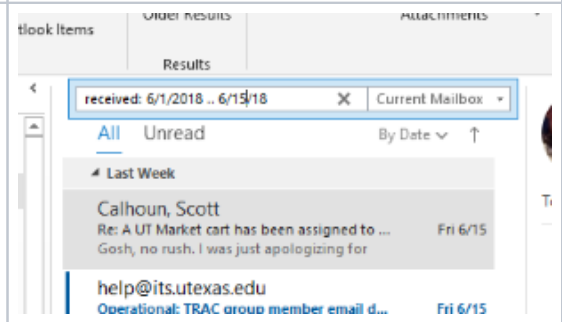 Older Results
Attachments
tlook Items
Results
received: 6/1/2018 .. 6/15/18
Current Mailbox
All Unread By Date
Last Week
Calhoun, Scott
Re: A UT Market cart has been assigned to ... Fri 6/15
Gosh, no rush. I was just apologizing for
help@its.utexas.edu
Operational: TRAC group member email d... Fri 6/15